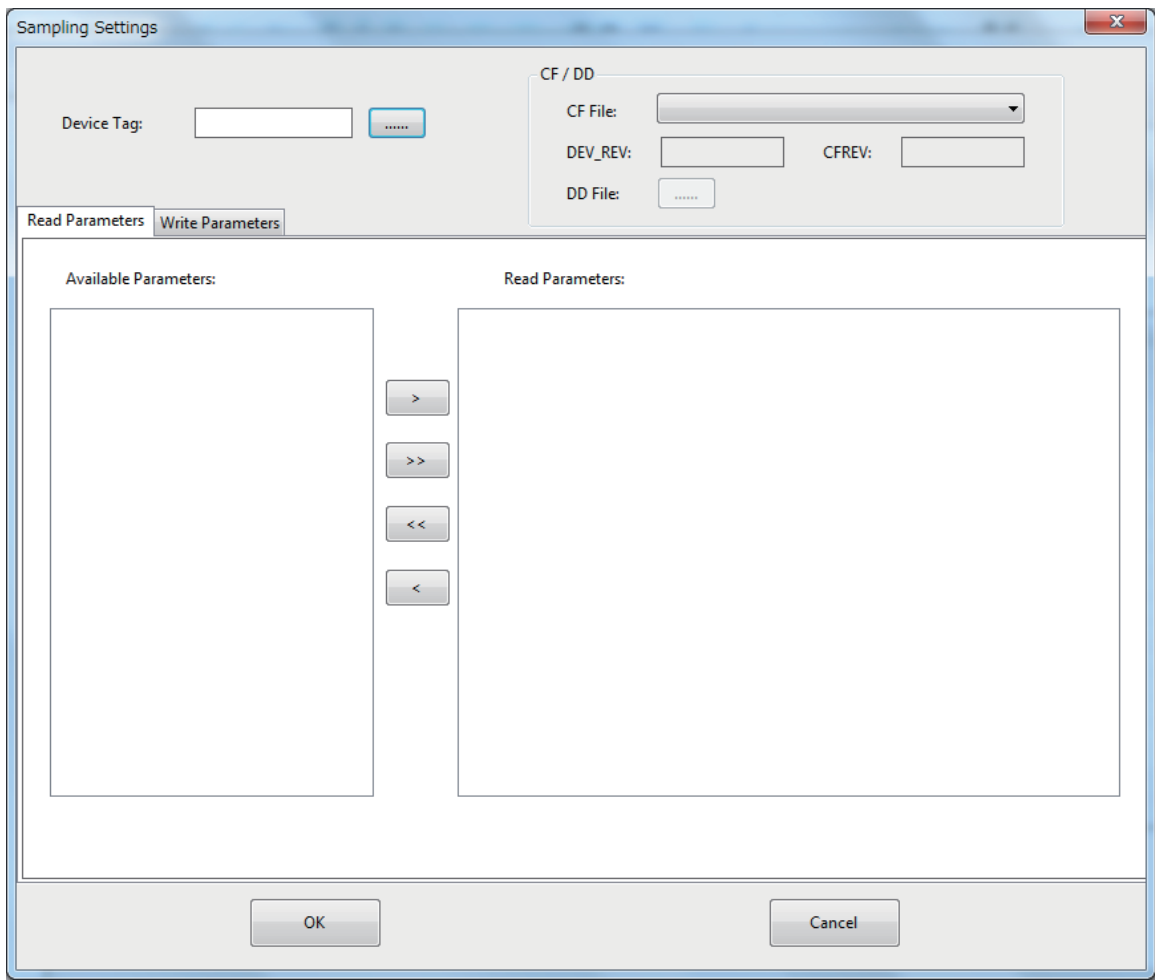 Sampling Settings
x
CF / DD
Device Tag:
......
CF File:
DEV_REV:
CFREV:
DD File:
......
Read Parameters
Write Parameters
Available Parameters:
Read Parameters:
>
>>
<<
<
OK
Cancel